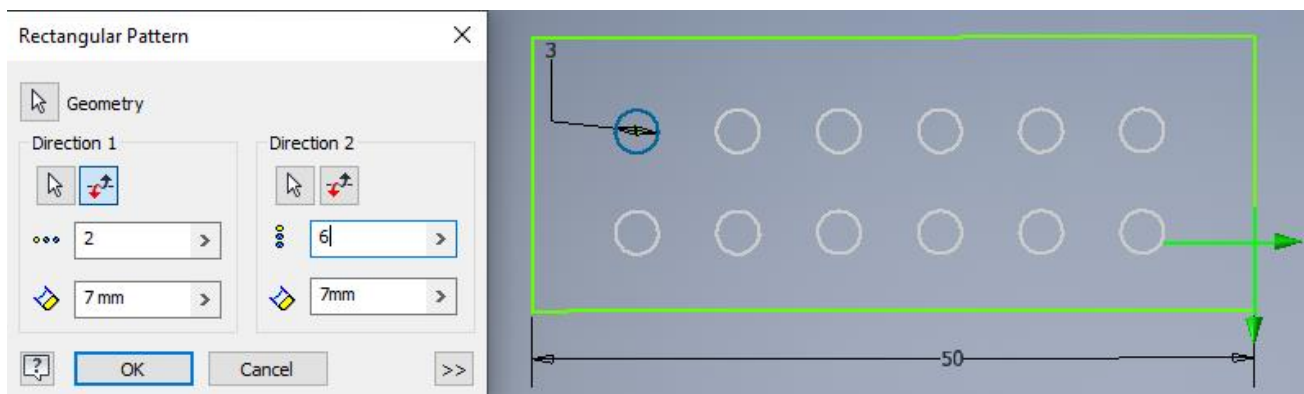 Rectangular Pattern
Geometry
Direction 1
Direction 2
2
6
7 mm
7mm
?
OK
Cancel
>>
3
50